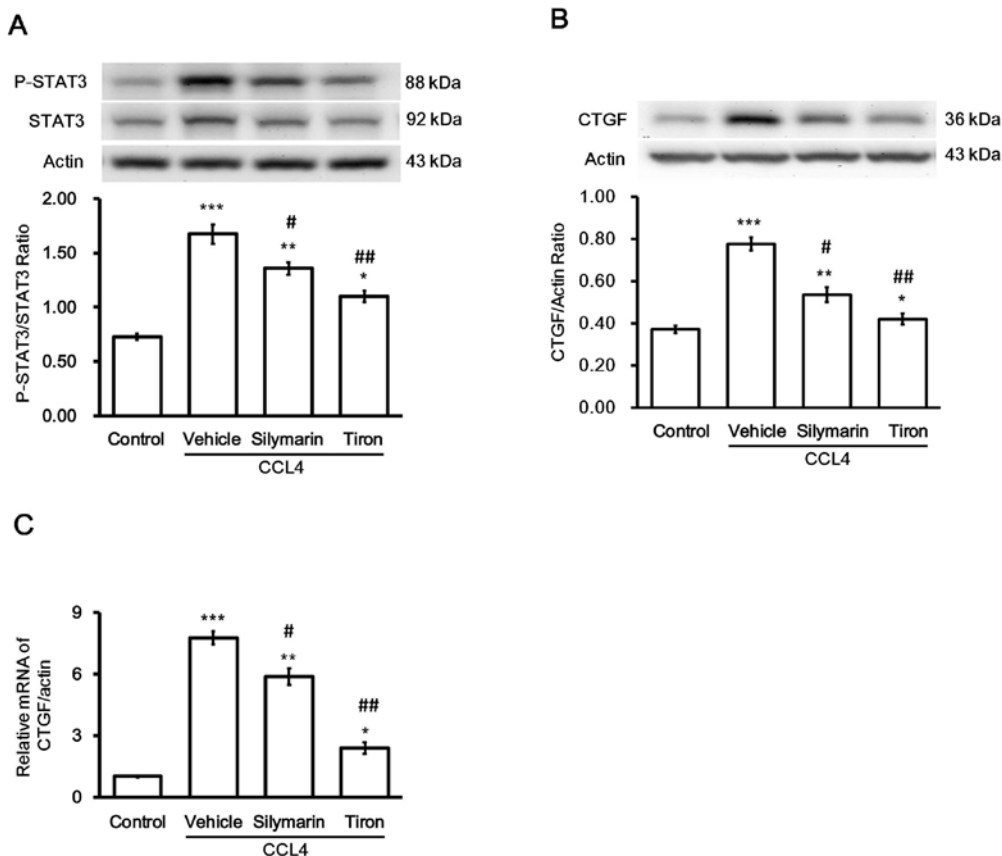 A
P-STAT3 88 kDa
STAT3 92 kDa
Actin 43 kDa
P-STAT3/STAT3 Ratio
2.00
1.50
1.00
0.50
0.00
***
#
**
##
*
Control Vehicle Silymarin Tiron
CCL4
B
CTGF 36 kDa
Actin 43 kDa
CTGF/Actin Ratio
1.00
0.80
0.60
0.40
0.20
0.00
***
#
**
##
*
Control Vehicle Silymarin Tiron
CCL4
C
Relative mRNA of
CTGF/actin
9
6
3
0
***
#
**
##
*
Control Vehicle Silymarin Tiron
CCL4